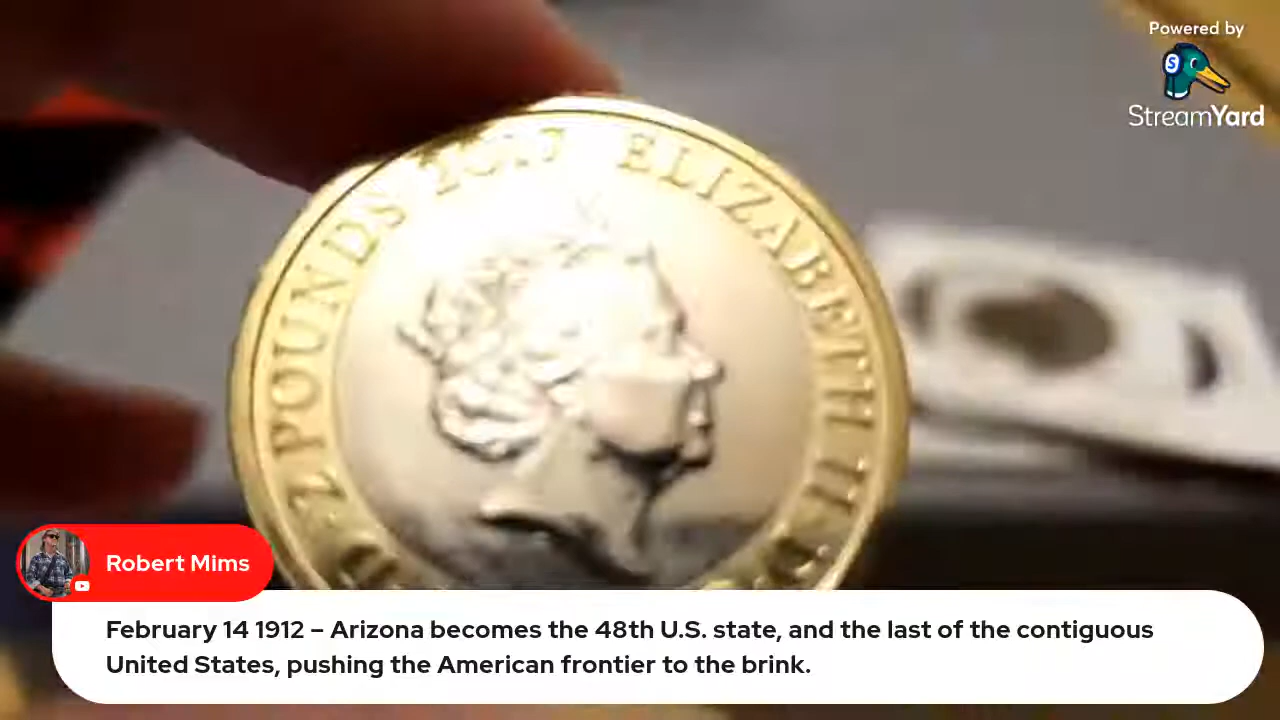 Powered by
StreamYard
2 POUNDS 2017 ELIZABETH II D
Robert Mims
February 14 1912 – Arizona becomes the 48th U.S. state, and the last of the contiguous
United States, pushing the American frontier to the brink.